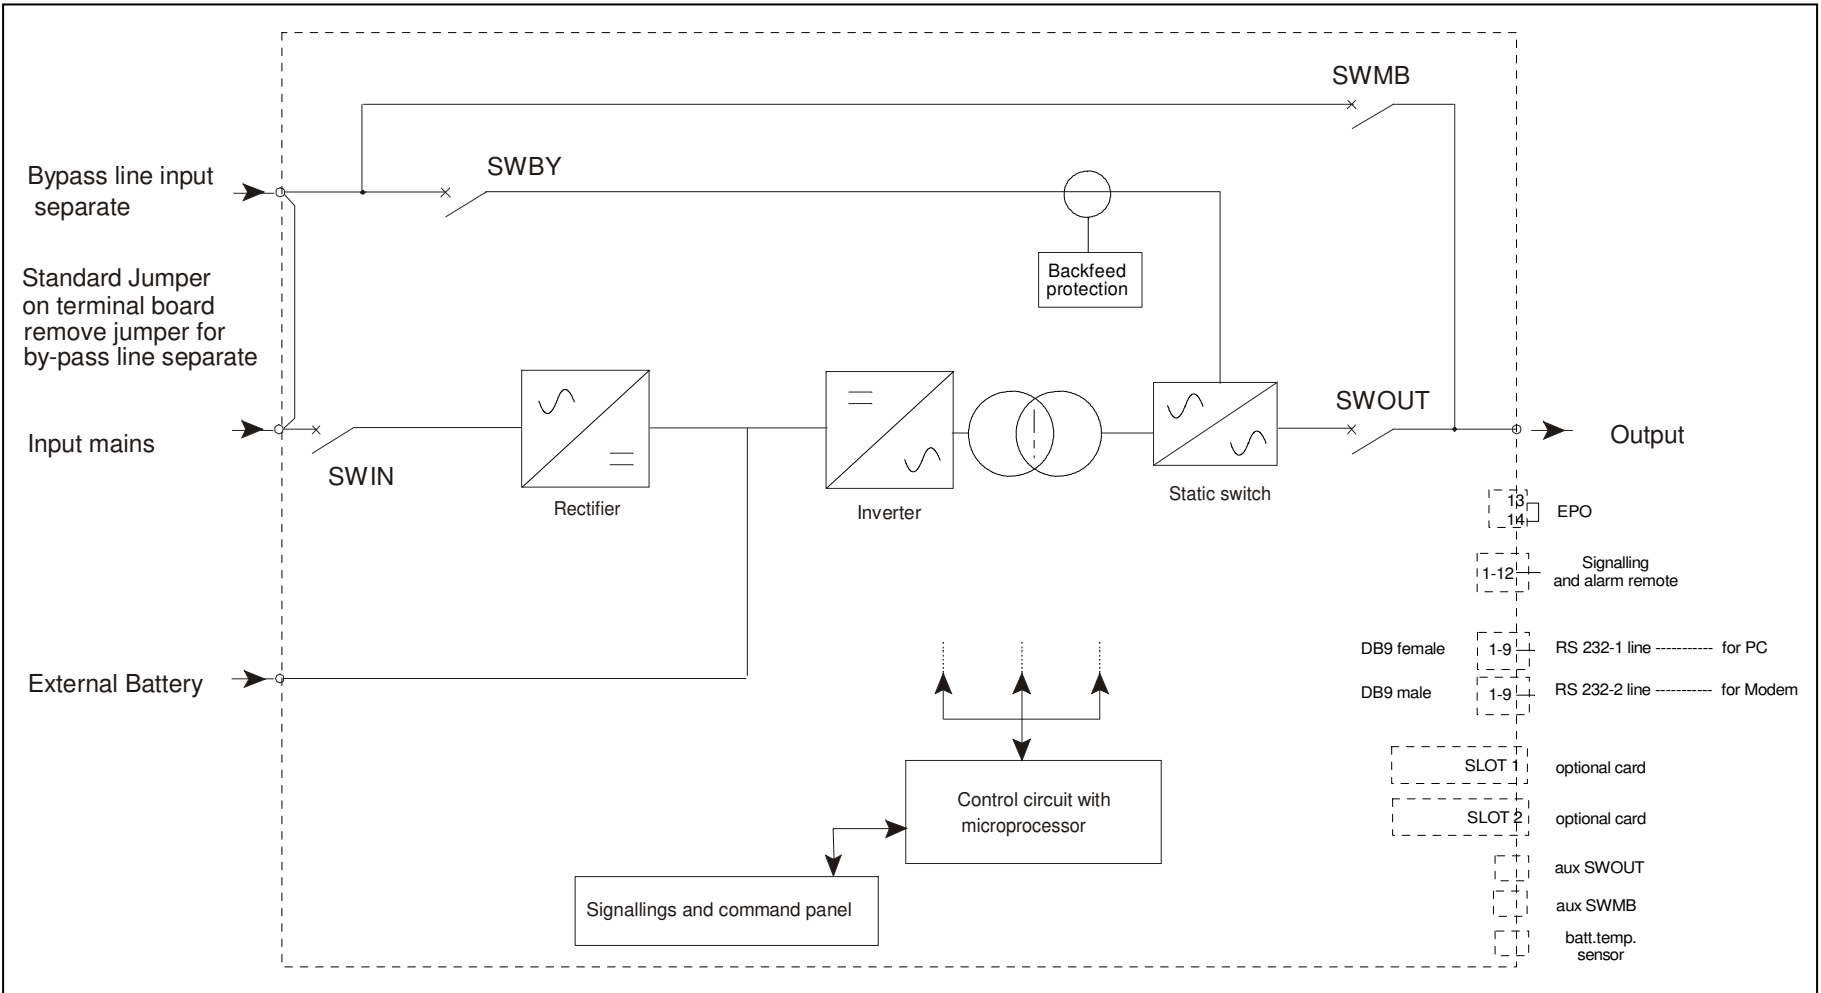 SWMB
SWBY
Bypass line input
separate
Backfeed
protection
Standard Jumper
on terminal board
remove jumper for
by-pass line separate
SWOUT
Input mains
Output
SWIN
Rectifier
Inverter
Static switch
13
14
EPO
1-12
Signalling
and alarm remote
DB9 female
1-9
RS 232-1 line ----------- for PC
External Battery
DB9 male
1-9
RS 232-2 line ----------- for Modem
SLOT 1
optional card
Control circuit with
microprocessor
SLOT 2
optional card
aux SWOUT
Signallings and command panel
aux SWMB
batt.temp.
sensor